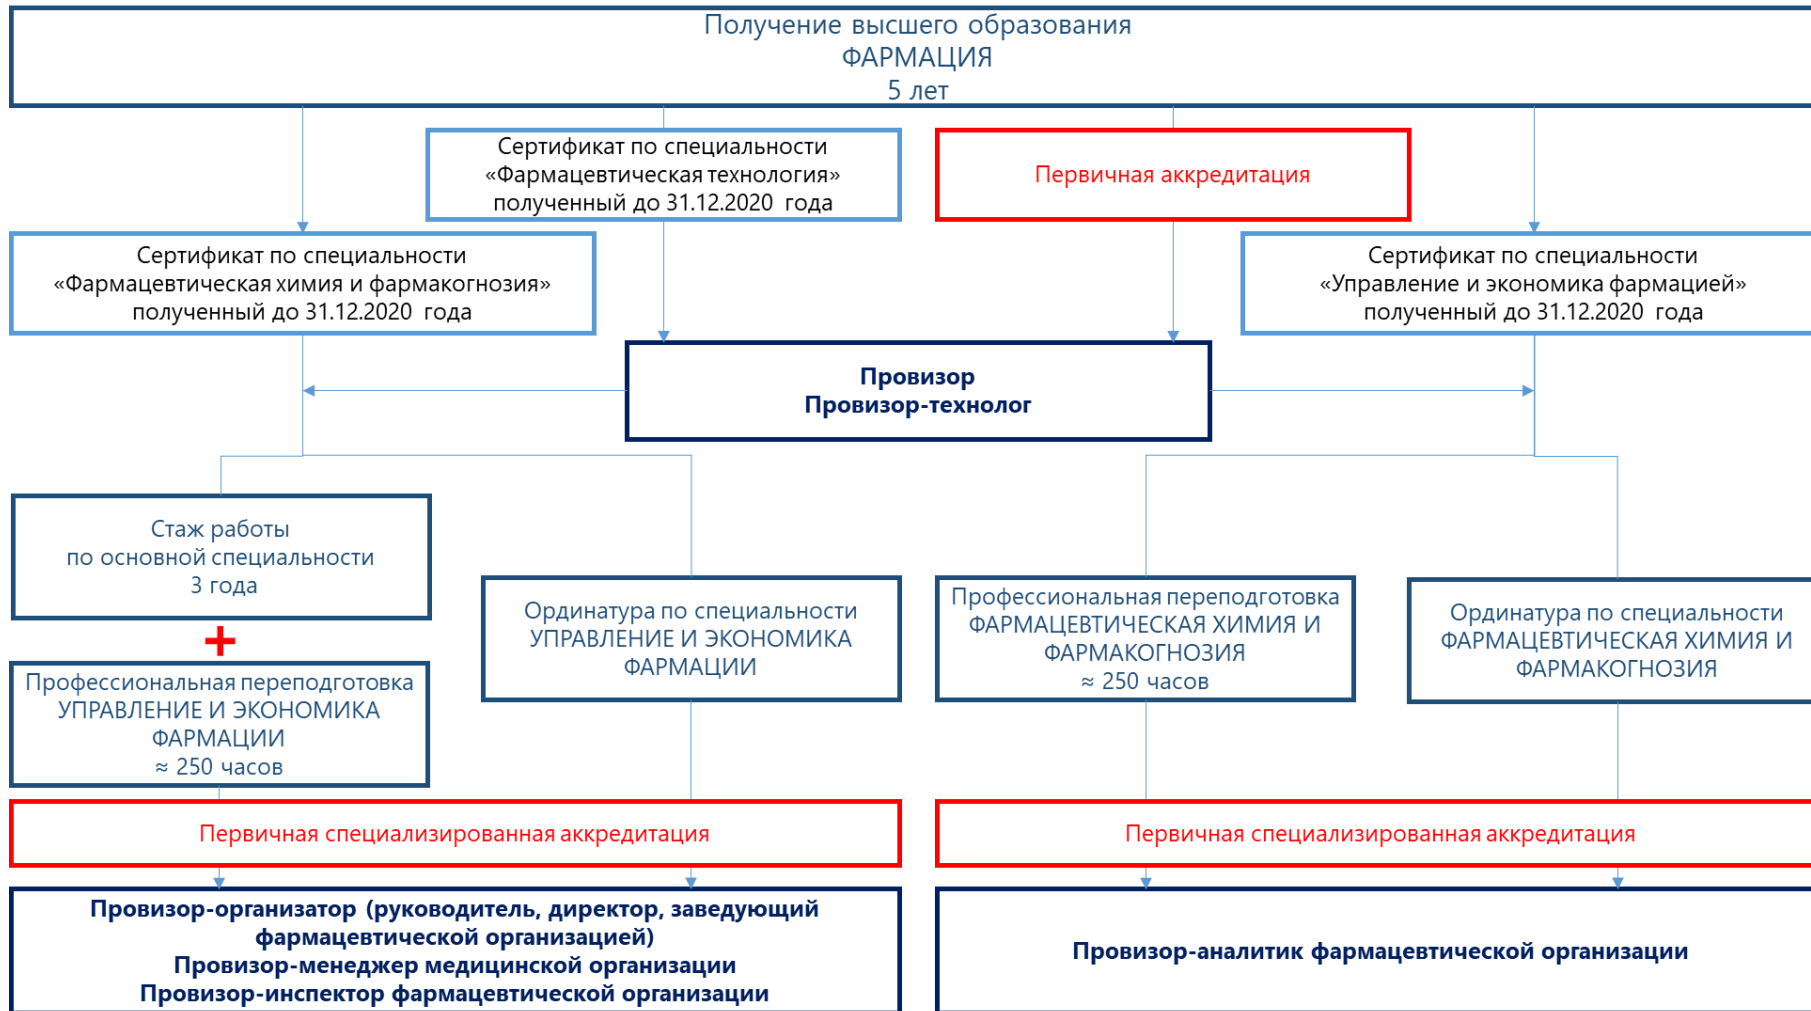 Получение высшего образования
ФАРМАЦИЯ
5 лет
Сертификат по специальности
«Фармацевтическая технология»
полученный до 31.12.2020 года
Первичная аккредитация
Сертификат по специальности
«Фармацевтическая химия и фармакогнозия»
полученный до 31.12.2020 года
Сертификат по специальности
«Управление и экономика фармацией»
полученный до 31.12.2020 года
Провизор
Провизор-технолог
Стаж работы
по основной специальности
3 года
+
Профессиональная переподготовка
УПРАВЛЕНИЕ И ЭКОНОМИКА
ФАРМАЦИИ
≈ 250 часов
Ординатура по специальности
УПРАВЛЕНИЕ И ЭКОНОМИКА
ФАРМАЦИИ
Профессиональная переподготовка
ФАРМАЦЕВТИЧЕСКАЯ ХИМИЯ И
ФАРМАКОГНОЗИЯ
≈ 250 часов
Ординатура по специальности
ФАРМАЦЕВТИЧЕСКАЯ ХИМИЯ И
ФАРМАКОГНОЗИЯ
Первичная специализированная аккредитация
Первичная специализированная аккредитация
Провизор-организатор (руководитель, директор, заведующий
фармацевтической организацией)
Провизор-менеджер медицинской организации
Провизор-инспектор фармацевтической организации
Провизор-аналитик фармацевтической организации